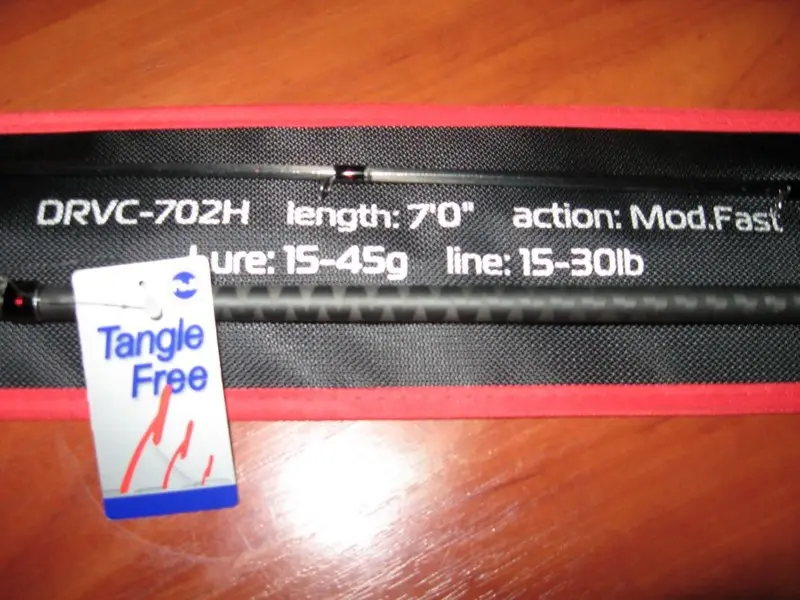 DRVC-702H length: 7'0" action: Mod.Fast
lure: 15-45g line: 15-30lb
Tangle
Free